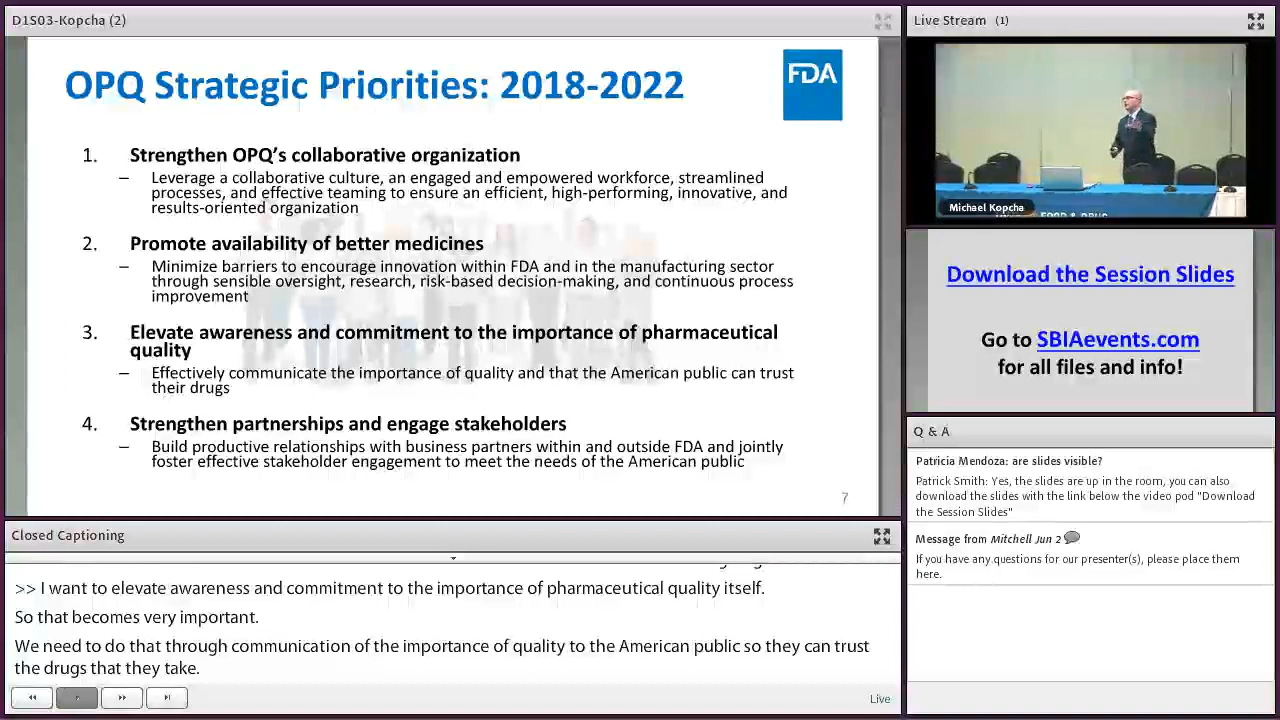 D1S03-Kopcha (2)
OPQ Strategic Priorities: 2018-2022
FDA
1. Strengthen OPQ's collaborative organization
– Leverage a collaborative culture, an engaged and empowered workforce, streamlined
processes, and effective teaming to ensure an efficient, high-performing, innovative, and
results-oriented organization
2. Promote availability of better medicines
– Minimize barriers to encourage innovation within FDA and in the manufacturing sector
through sensible oversight, research, risk-based decision-making, and continuous process
improvement
3. Elevate awareness and commitment to the importance of pharmaceutical
quality
– Effectively communicate the importance of quality and that the American public can trust
their drugs
4. Strengthen partnerships and engage stakeholders
– Build productive relationships with business partners within and outside FDA and jointly
foster effective stakeholder engagement to meet the needs of the American public
7
Closed Captioning
>> I want to elevate awareness and commitment to the importance of pharmaceutical quality itself.
So that becomes very important.
We need to do that through communication of the importance of quality to the American public so they can trust
the drugs that they take.
Live
Live Stream (1)
Michael Kopcha
FOOD & DRUG
Download the Session Slides
Go to SBIAevents.com
for all files and info!
Q & A
Patricia Mendoza: are slides visible?
Patrick Smith: Yes, the slides are up in the room, you can also
download the slides with the link below the video pod "Download
the Session Slides"
Message from Mitchell Jun 2
If you have any questions for our presenter(s), please place them
here.